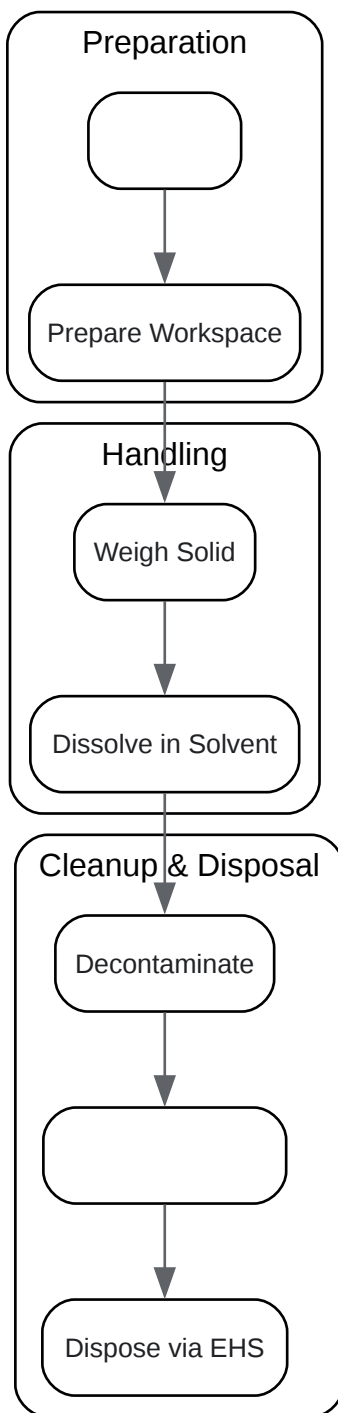 Preparation
Prepare Workspace
Handling
Weigh Solid
Dissolve in Solvent
Cleanup & Disposal
Decontaminate
Dispose via EHS